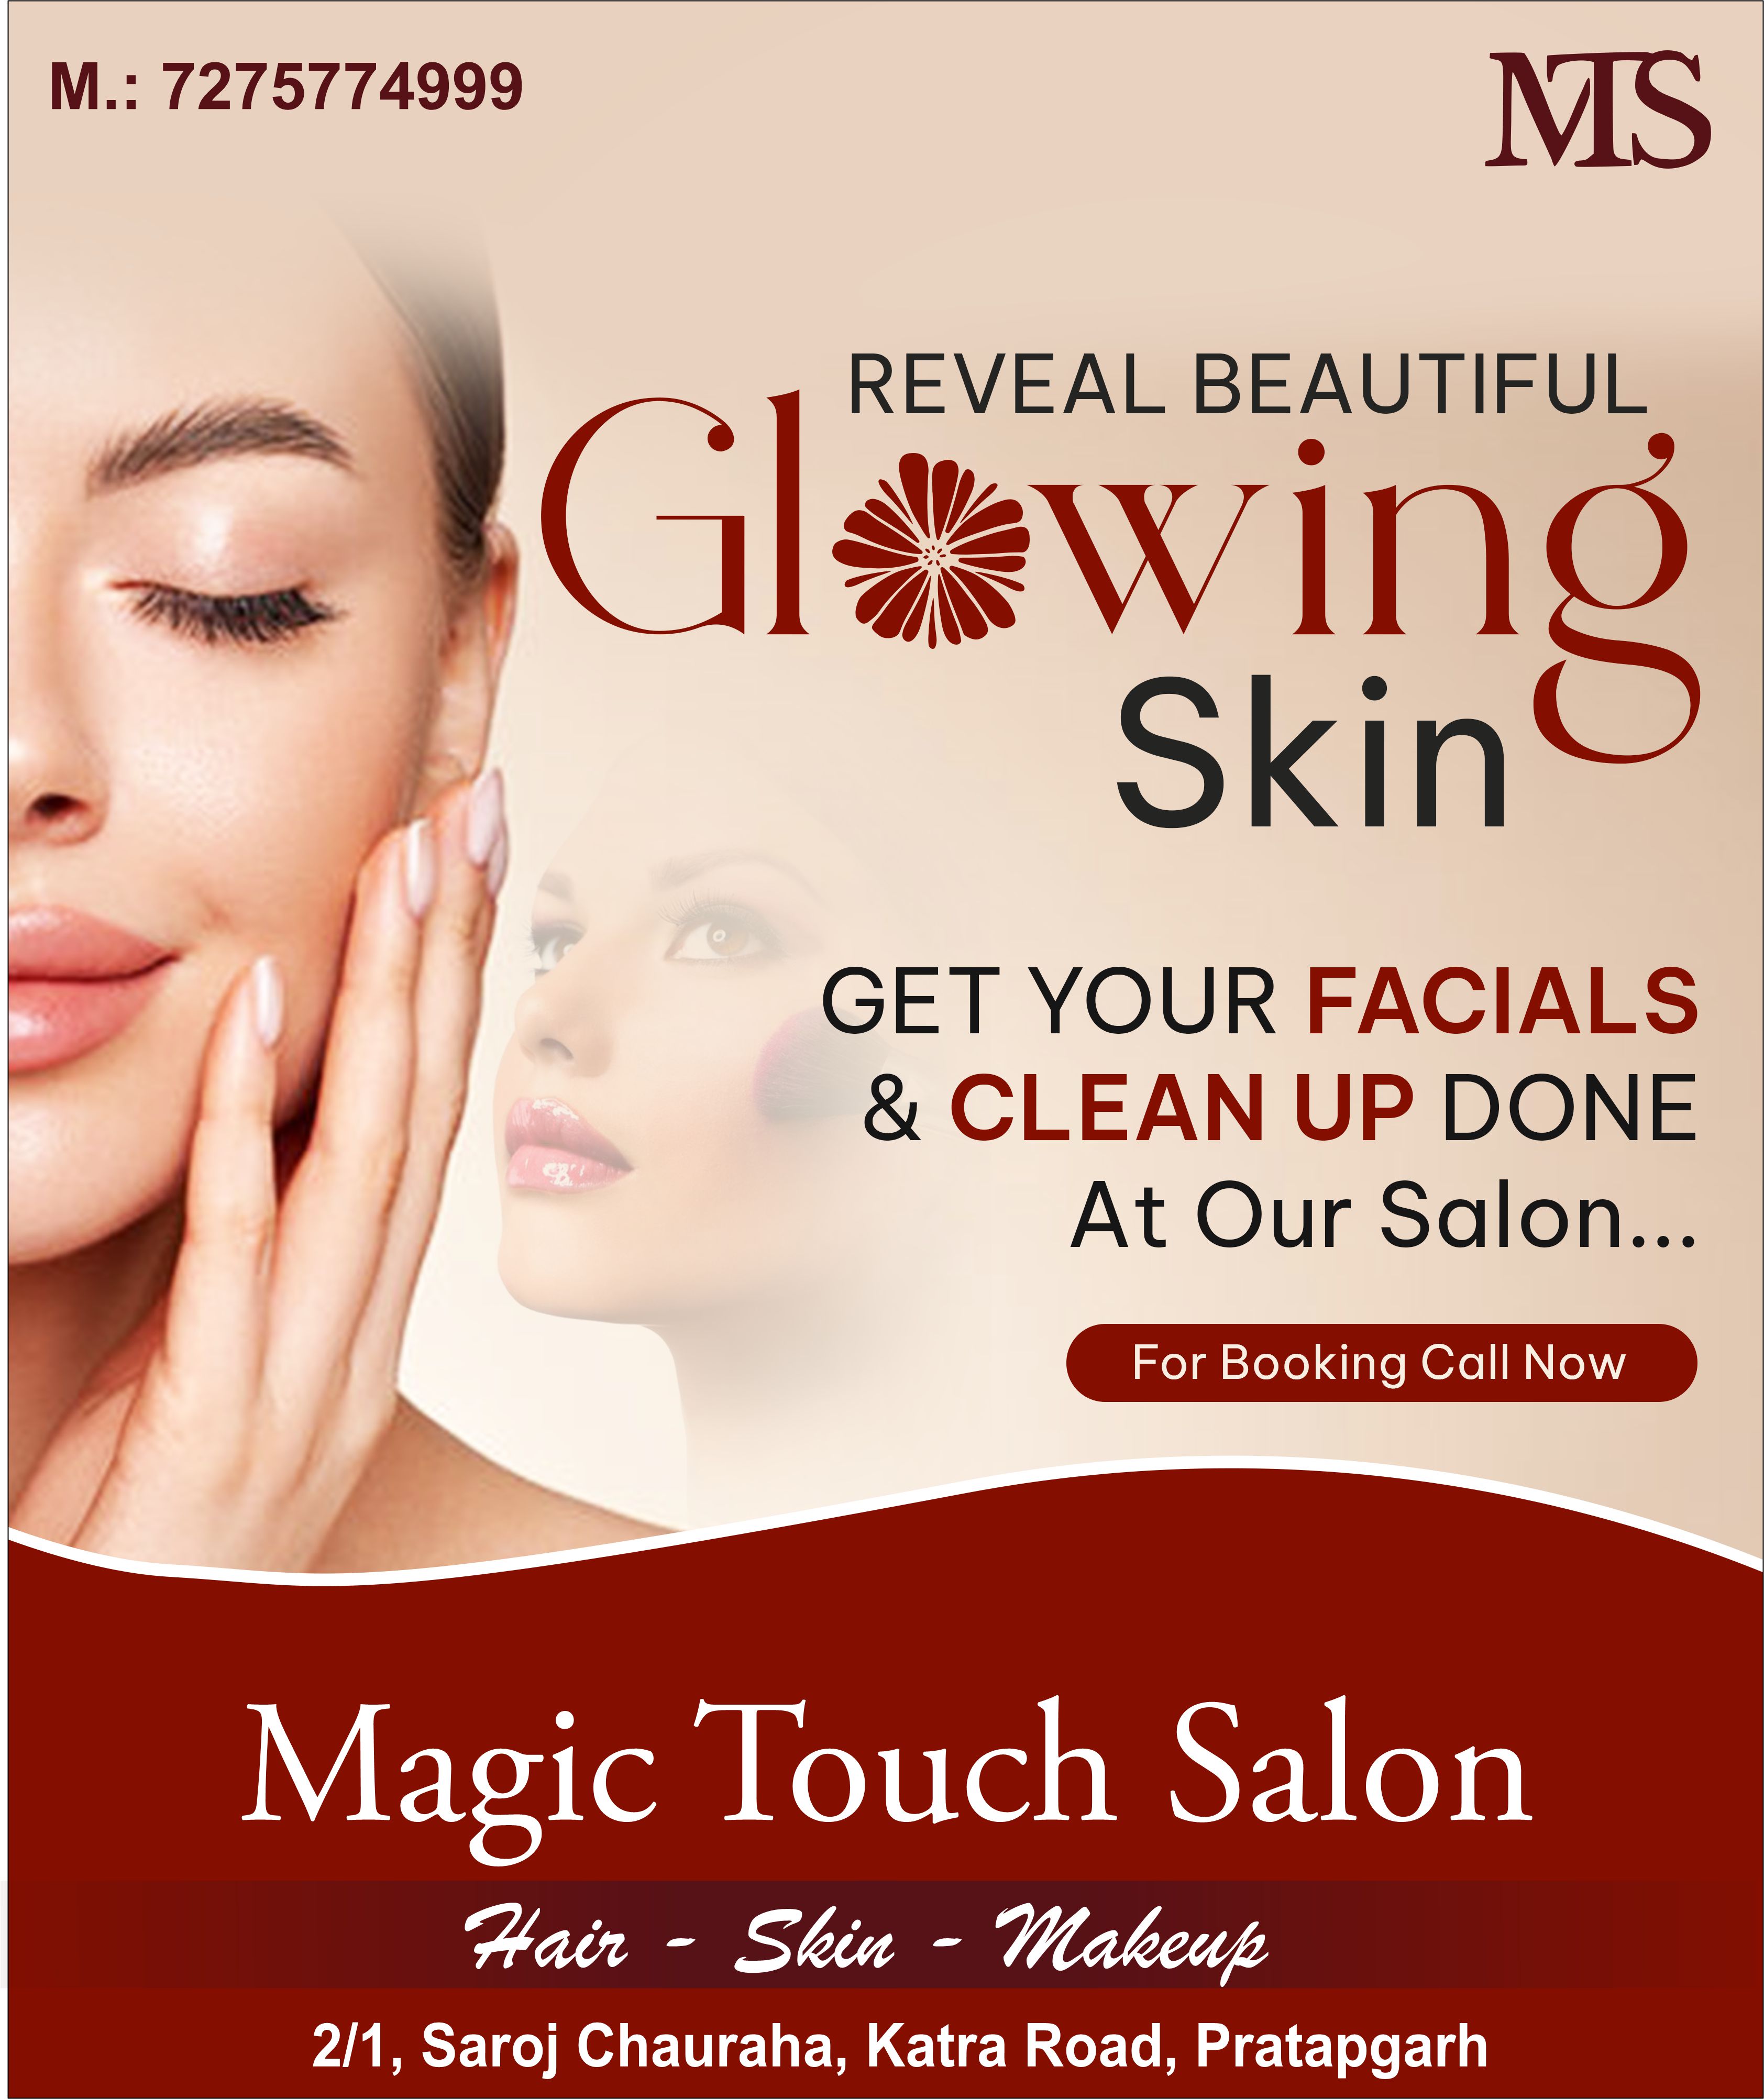 M.: 7275774999
MTS
REVEAL BEAUTIFUL
Glowing
Skin
GET YOUR FACIALS
& CLEAN UP DONE
At Our Salon...
For Booking Call Now
Magic Touch Salon
Hair - Skin - Makeup
2/1, Saroj Chauraha, Katra Road, Pratapgarh